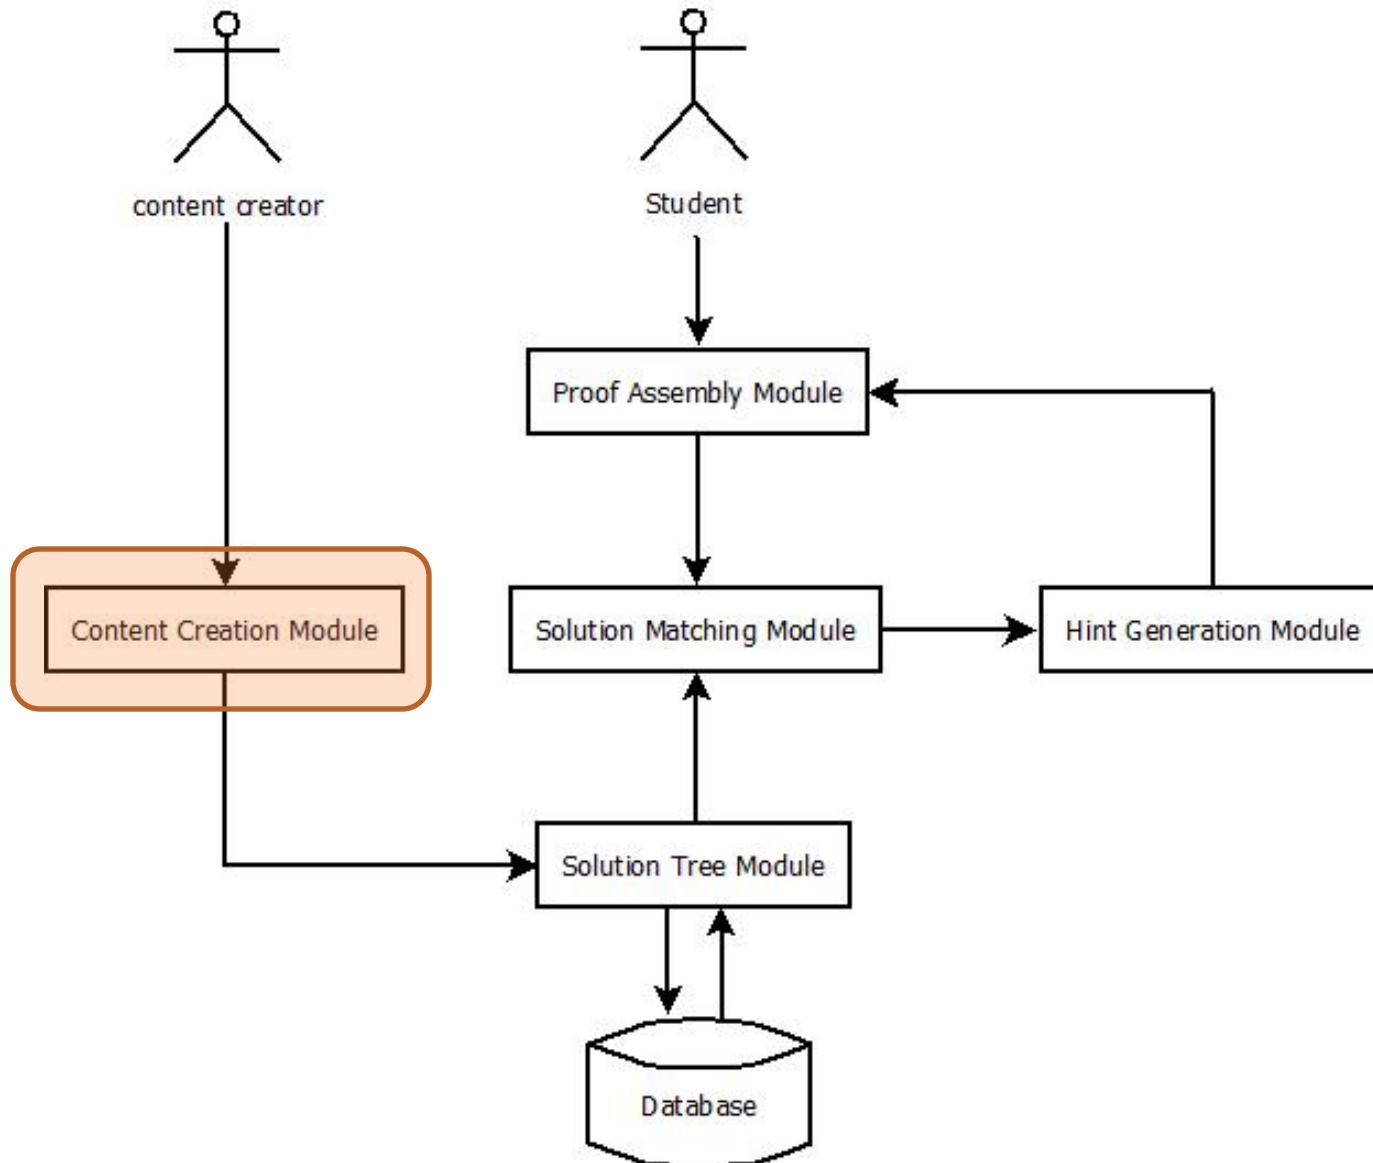 content creator
Student
Proof Assembly Module
Content Creation Module
Solution Matching Module
Hint Generation Module
Solution Tree Module
Database